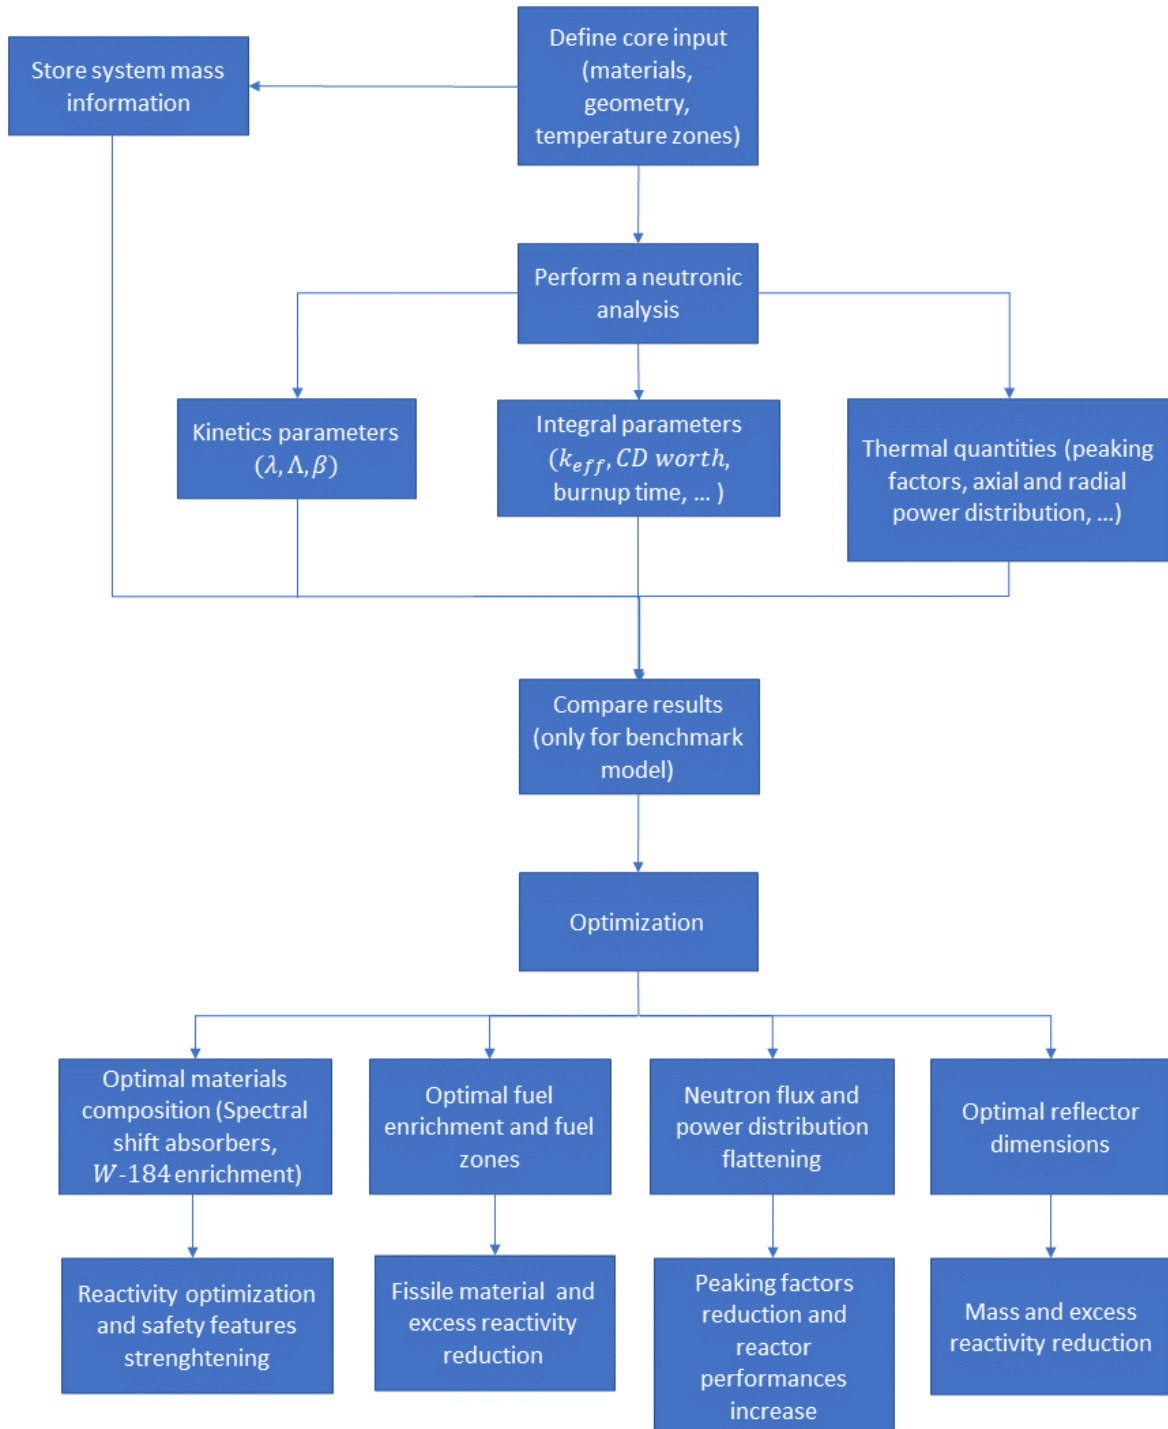 Define core input
(materials,
geometry,
temperature zones)
Store system mass
information
Perform a neutronic
analysis
Kinetics parameters
(λ, Λ, β)
Integral parameters
(k_eff, CD worth,
burnup time, ... )
Thermal quantities (peaking
factors, axial and radial
power distribution, ...)
Compare results
(only for benchmark
model)
Optimization
Optimal materials
composition (Spectral
shift absorbers,
W-184 enrichment)
Optimal fuel
enrichment and fuel
zones
Neutron flux and
power distribution
flattening
Optimal reflector
dimensions
Reactivity optimization
and safety features
strenghtening
Fissile material and
excess reactivity
reduction
Peaking factors
reduction and
reactor
performances
increase
Mass and excess
reactivity reduction